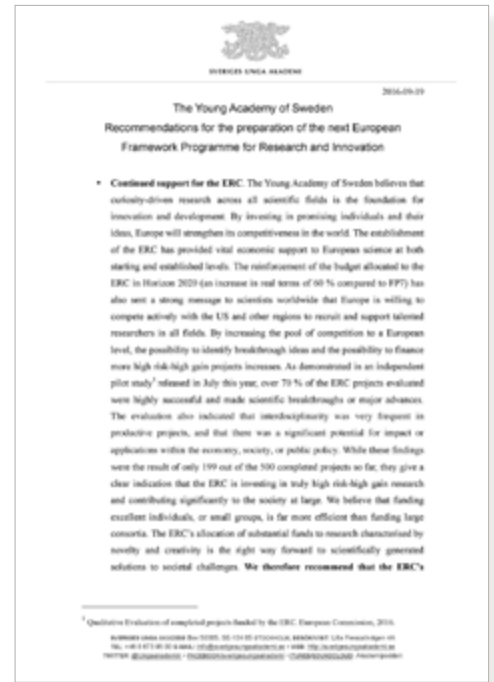 SVERIGES UNGA AKADEMI
2016-09-19
The Young Academy of Sweden
Recommendations for the preparation of the next European
Framework Programme for Research and Innovation
• Continued support for the ERC. The Young Academy of Sweden believes that
curiosity-driven research across all scientific fields is the foundation for
innovation and development. By investing in promising individuals and their
ideas, Europe will strengthen its competitiveness in the world. The establishment
of the ERC has provided vital economic support to European science at both
starting and established levels. The reinforcement of the budget allocated to the
ERC in Horizon 2020 (an increase in real terms of 60 % compared to FP7) has
also sent a strong message to scientists worldwide that Europe is willing to
compete actively with the US and other regions to recruit and support talented
researchers in all fields. By increasing the pool of competition to a European
level, the possibility to identify breakthrough ideas and the possibility to finance
more high risk-high gain projects increases. As demonstrated in an independent
pilot study¹ released in July this year, over 70 % of the ERC projects evaluated
were highly successful and made scientific breakthroughs or major advances.
The evaluation also indicated that interdisciplinarity was very frequent in
productive projects, and that there was a significant potential for impact or
applications within the economy, society, or public policy. While these findings
were the result of only 199 out of the 500 completed projects so far, they give a
clear indication that the ERC is investing in truly high risk-high gain research
and contributing significantly to the society at large. We believe that funding
excellent individuals, or small groups, is far more efficient than funding large
consortia. The ERC's allocation of substantial funds to research characterised by
novelty and creativity is the right way forward to scientifically generated
solutions to societal challenges. We therefore recommend that the ERC's
¹ Qualitative Evaluation of completed projects funded by the ERC. European Commission, 2016.
SVERIGES UNGA AKADEMI Box 50005, SE-104 05 STOCKHOLM,